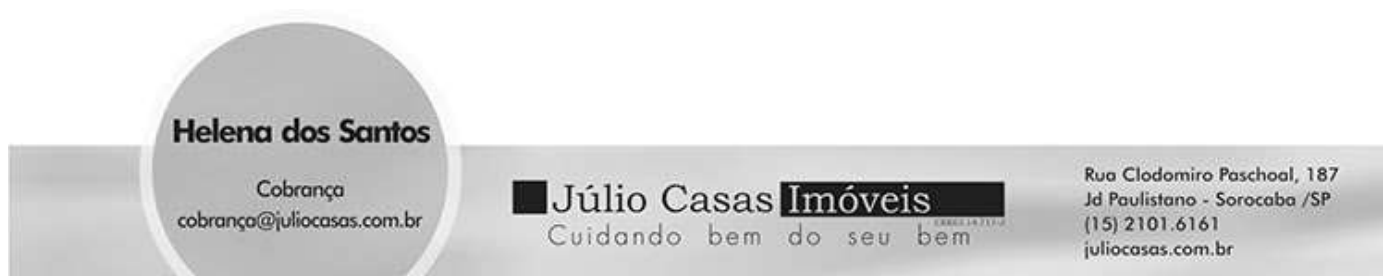 Helena dos Santos
Cobrança
cobrança@juliocasas.com.br
Júlio Casas Imóveis
Cuidando bem do seu bem
Rua Clodomiro Paschoal, 187
Jd Paulistano - Sorocaba /SP
(15) 2101.6161
juliocasas.com.br